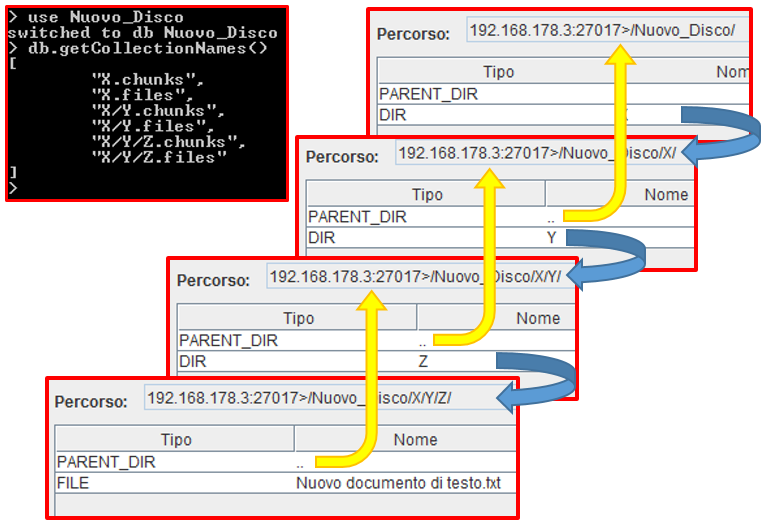 > use Nuovo_Disco
switched to db Nuovo_Disco
> db.getCollectionNames()
[
"X.chunks",
"X.files",
"X/Y.chunks",
"X/Y.files",
"X/Y/Z.chunks",
"X/Y/Z.files"
]
>
Percorso: 192.168.178.3:27017>/Nuovo_Disco/
Tipo Nom
PARENT_DIR
DIR
Percorso: 192.168.178.3:27017>/Nuovo_Disco/X/
Tipo Nome
PARENT_DIR ..
DIR Y
Percorso: 192.168.178.3:27017>/Nuovo_Disco/X/Y/
Tipo Nome
PARENT_DIR ..
DIR Z
Percorso: 192.168.178.3:27017>/Nuovo_Disco/X/Y/Z/
Tipo Nome
PARENT_DIR ..
FILE Nuovo documento di testo.txt